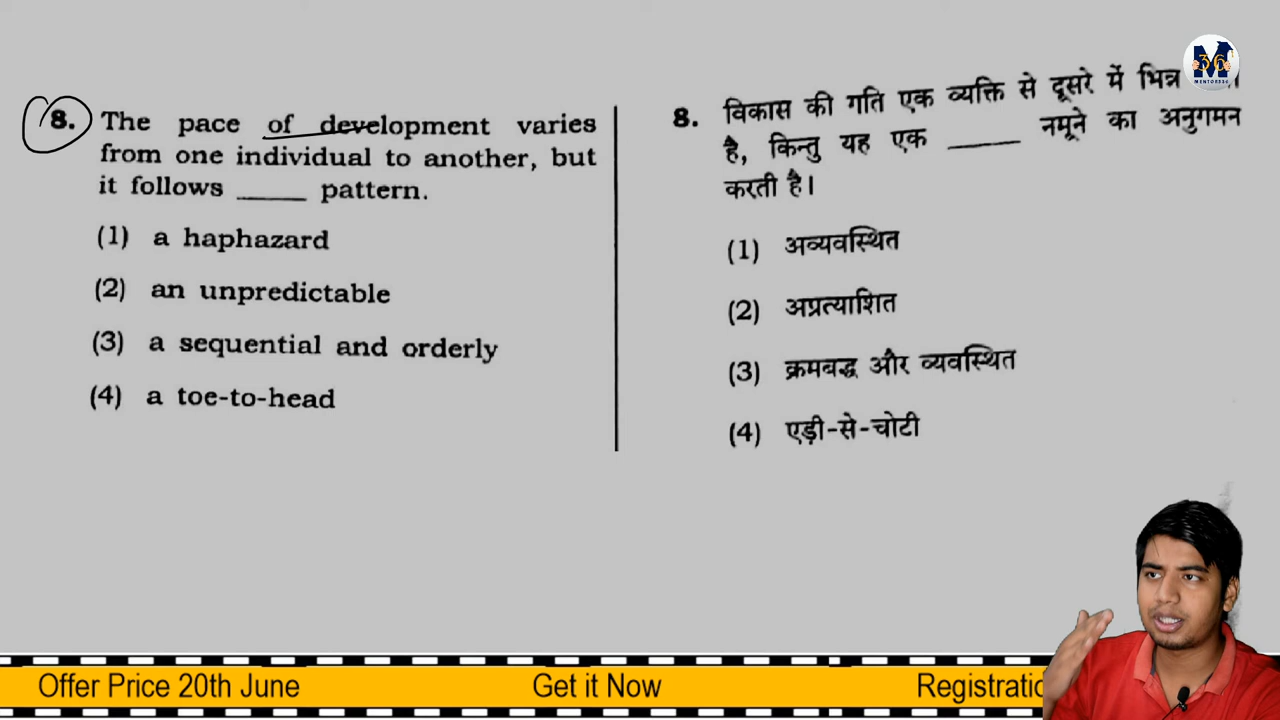 8. The pace of development varies
from one individual to another, but
it follows _____ pattern.
(1) a haphazard
(2) an unpredictable
(3) a sequential and orderly
(4) a toe-to-head
8. विकास की गति एक व्यक्ति से दूसरे में भिन्न
है, किन्तु यह एक _____ नमूने का अनुगमन
करती है।
(1) अव्यवस्थित
(2) अप्रत्याशित
(3) क्रमबद्ध और व्यवस्थित
(4) एड़ी-से-चोटी
M
36
MENTORS36
Offer Price 20th June Get it Now Registratio